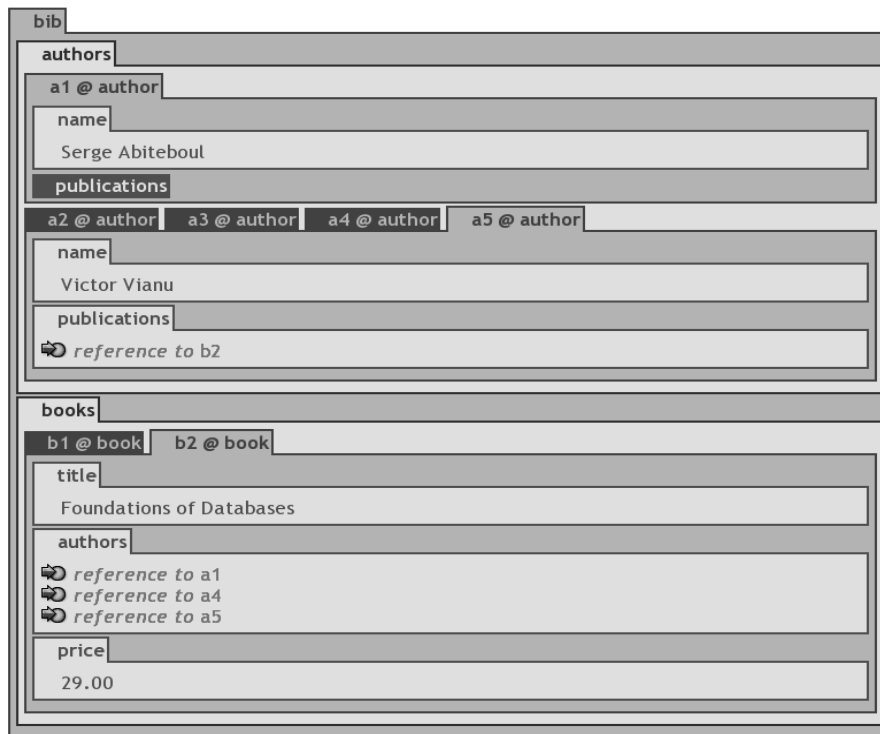 bib
authors
a1 @ author
name
Serge Abiteboul
publications
a2 @ author a3 @ author a4 @ author a5 @ author
name
Victor Vianu
publications
reference to b2
books
b1 @ book b2 @ book
title
Foundations of Databases
authors
reference to a1
reference to a4
reference to a5
price
29.00